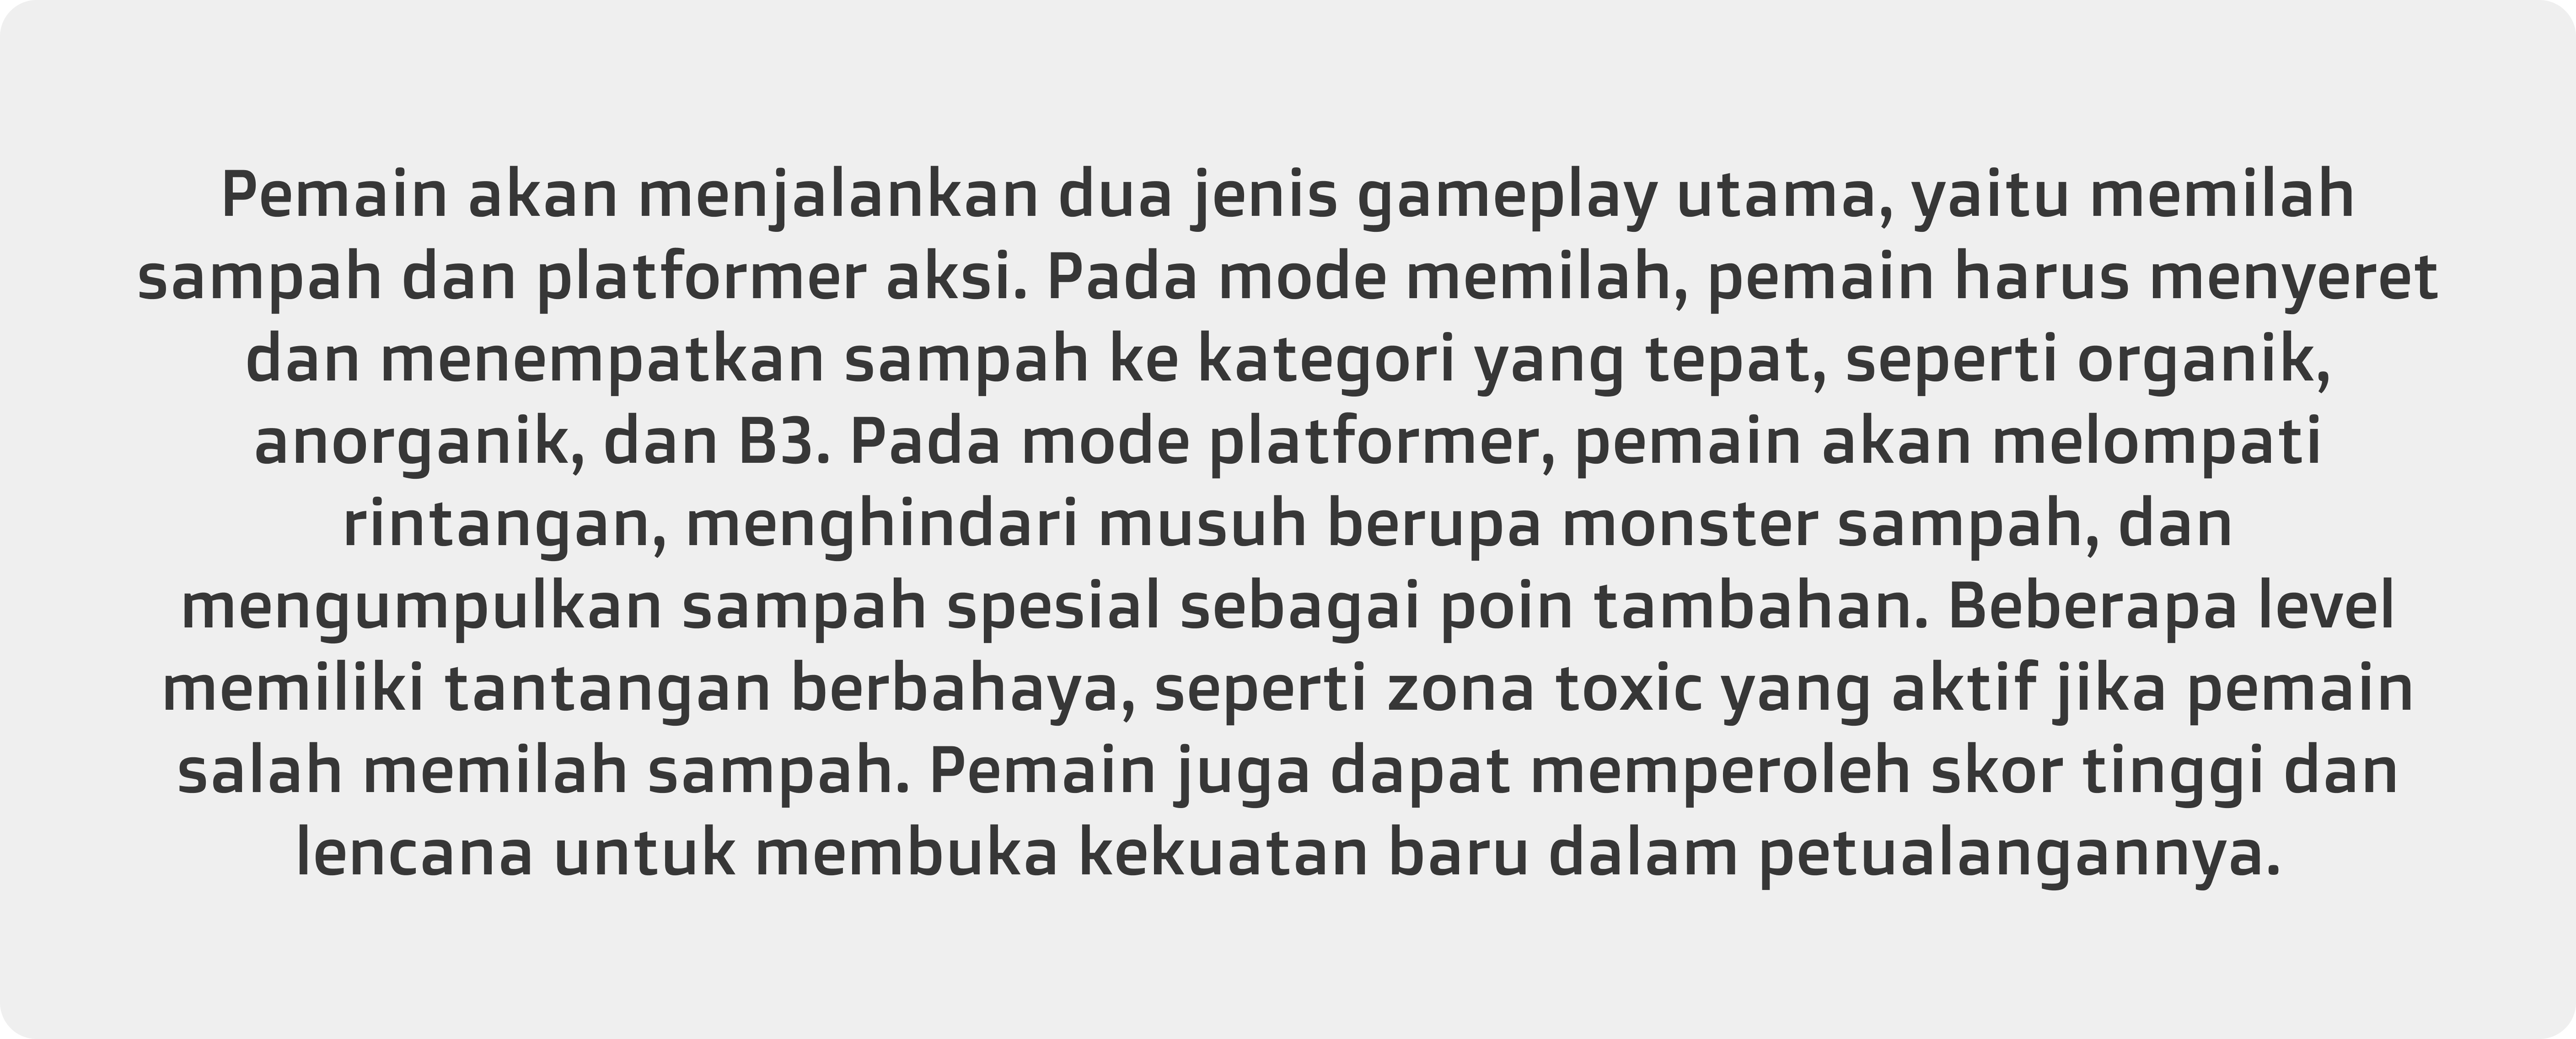 Pemain akan menjalankan dua jenis gameplay utama, yaitu memilah
sampah dan platformer aksi. Pada mode memilah, pemain harus menyeret
dan menempatkan sampah ke kategori yang tepat, seperti organik,
anorganik, dan B3. Pada mode platformer, pemain akan melompati
rintangan, menghindari musuh berupa monster sampah, dan
mengumpulkan sampah spesial sebagai poin tambahan. Beberapa level
memiliki tantangan berbahaya, seperti zona toxic yang aktif jika pemain
salah memilah sampah. Pemain juga dapat memperoleh skor tinggi dan
lencana untuk membuka kekuatan baru dalam petualangannya.